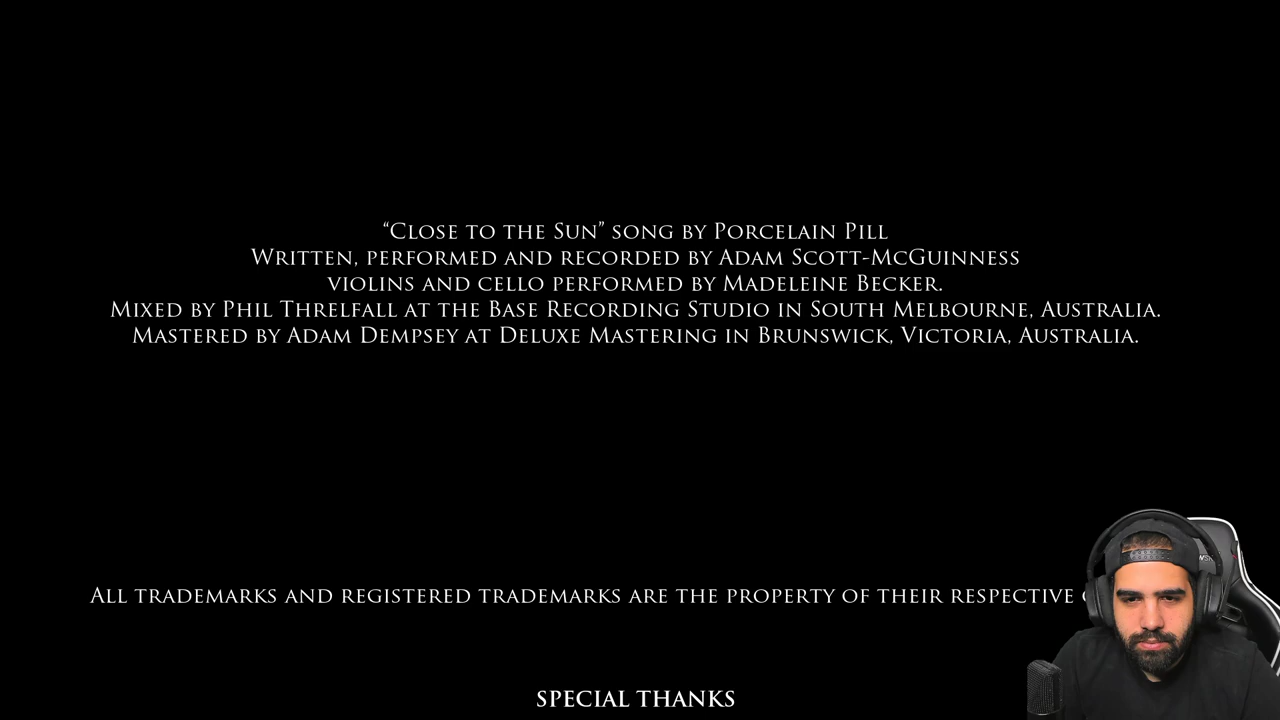 “Close to the Sun” song by Porcelain Pill
Written, performed and recorded by Adam Scott-McGuinness
violins and cello performed by Madeleine Becker.
Mixed by Phil Threlfall at the Base Recording Studio in South Melbourne, Australia.
Mastered by Adam Dempsey at Deluxe Mastering in Brunswick, Victoria, Australia.
All trademarks and registered trademarks are the property of their respective
SPECIAL THANKS